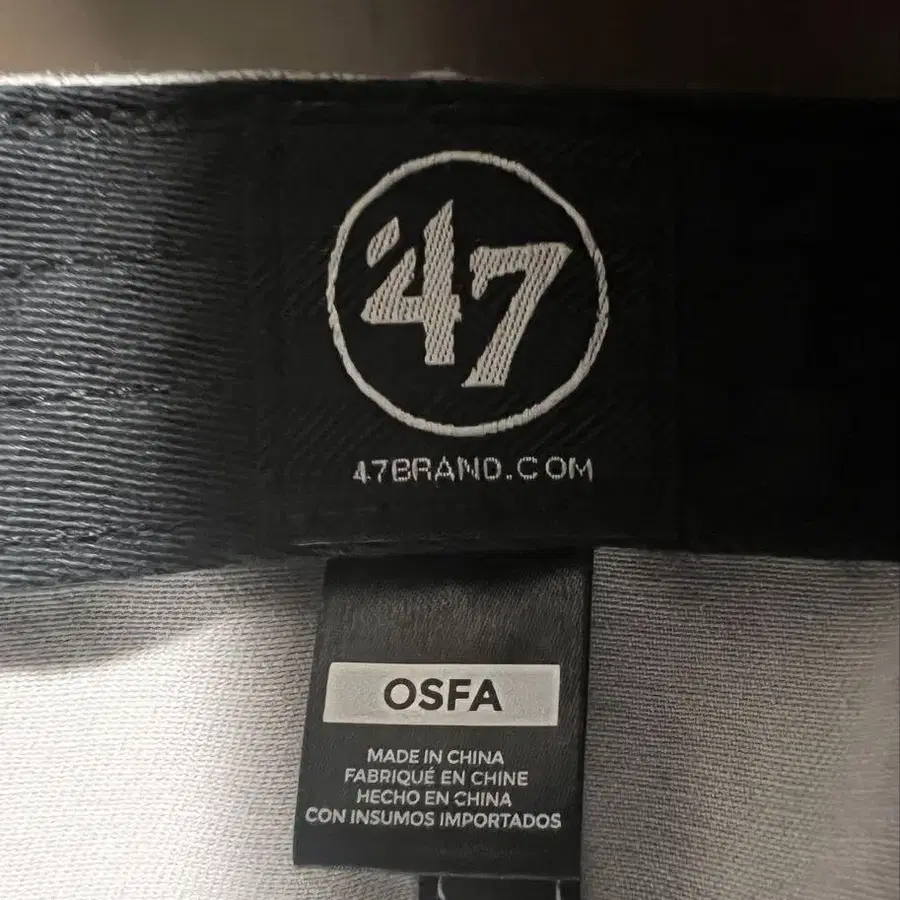 '47
47BRAND.COM
OSFA
MADE IN CHINA
FABRIQUÉ EN CHINE
HECHO EN CHINA
CON INSUMOS IMPORTADOS